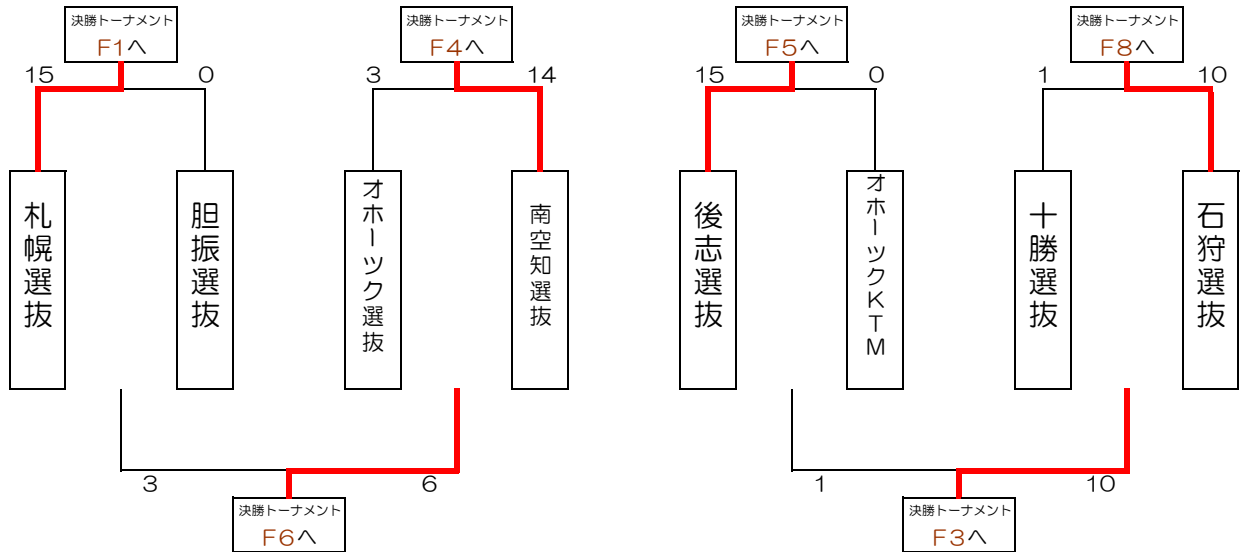 決勝トーナメント
F1へ
決勝トーナメント
F4へ
決勝トーナメント
F5へ
決勝トーナメント
F8へ
15
0
3
14
15
0
1
10
札幌選抜
胆振選抜
オホーツク選抜
南空知選抜
後志選抜
オホーツクKTM
十勝選抜
石狩選抜
3
6
1
10
決勝トーナメント
F6へ
決勝トーナメント
F3へ